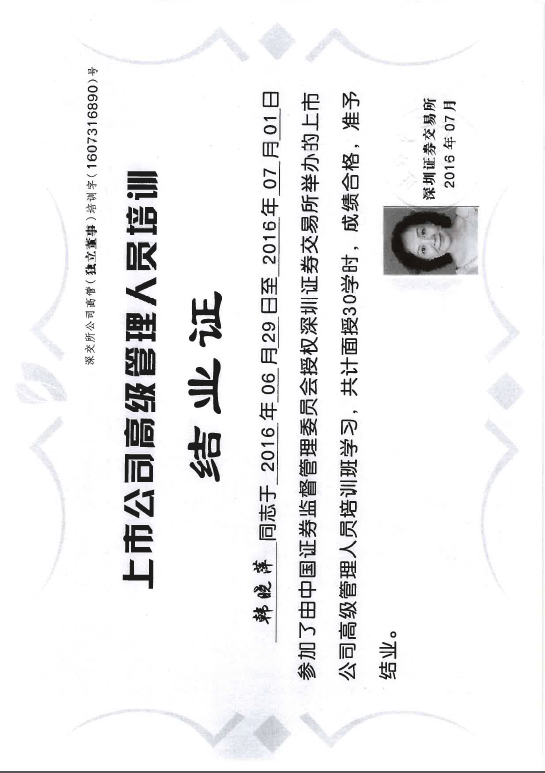 深交所公司高管(独立董事)培训字(1607316890)号
上市公司高级管理人员培训
结业证
韩晓萍 同志于 2016 年 06 月 29 日至 2016 年 07 月 01 日
参加了由中国证券监督管理委员会授权深圳证券交易所举办的上市
公司高级管理人员培训班学习，共计面授30学时，成绩合格，准予
结业。
深圳证券交易所
2016 年 07 月